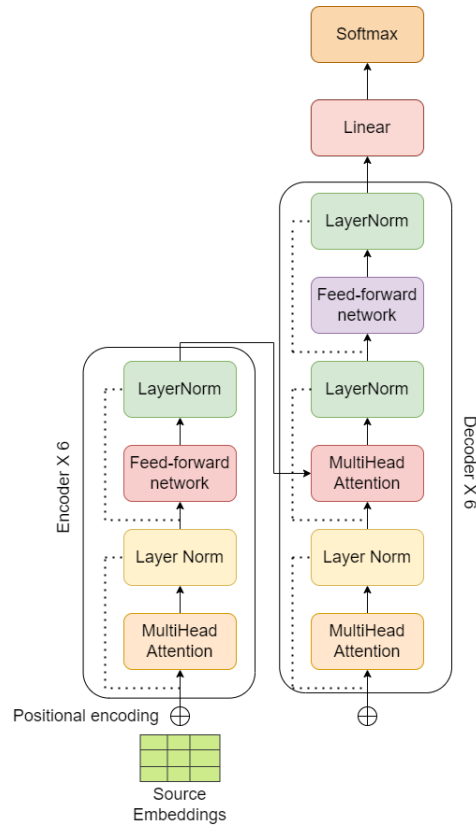 Softmax
Linear
LayerNorm
Feed-forward
network
LayerNorm
MultiHead
Attention
Layer Norm
MultiHead
Attention
Decoder X 6
LayerNorm
Feed-forward
network
Layer Norm
MultiHead
Attention
Encoder X 6
Positional encoding
Source
Embeddings